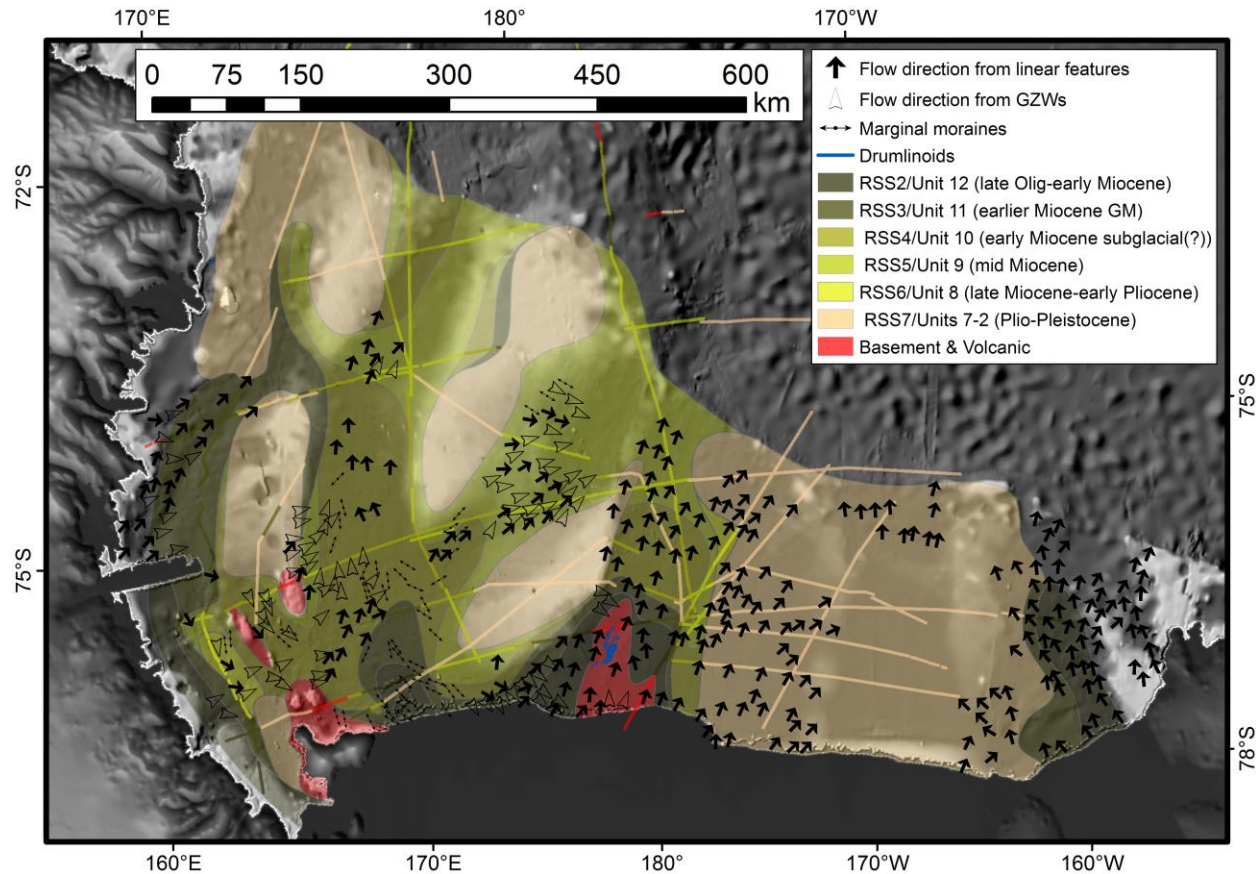 170°E 180° 170°W
0 75 150 300 450 600
km
Flow direction from linear features
Flow direction from GZWs
Marginal moraines
Drumlinoids
RSS2/Unit 12 (late Olig-early Miocene)
RSS3/Unit 11 (earlier Miocene GM)
RSS4/Unit 10 (early Miocene subglacial(?))
RSS5/Unit 9 (mid Miocene)
RSS6/Unit 8 (late Miocene-early Pliocene)
RSS7/Units 7-2 (Plio-Pleistocene)
Basement & Volcanic
72°S
75°S
75°S
78°S
160°E 170°E 180° 170°W 160°W